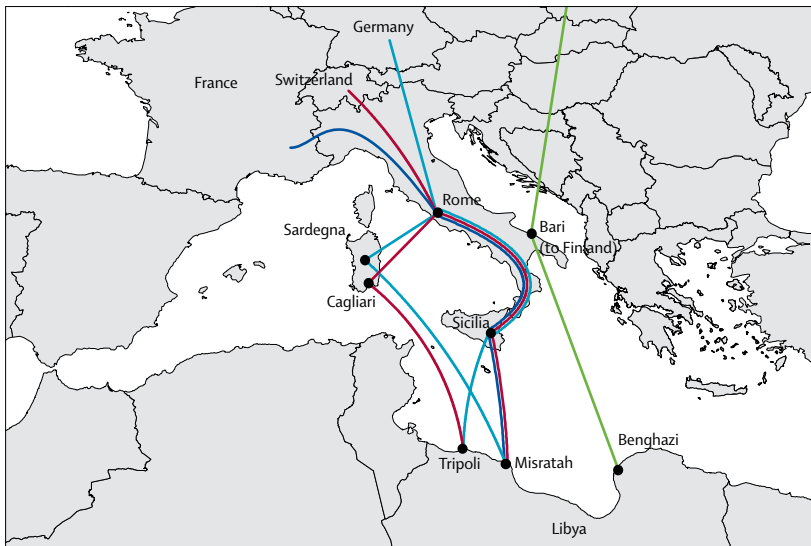 Germany
Switzerland
France
Rome
Sardegna
Bari
(to Finland)
Cagliari
Sicilia
Benghazi
Tripoli
Misratah
Libya